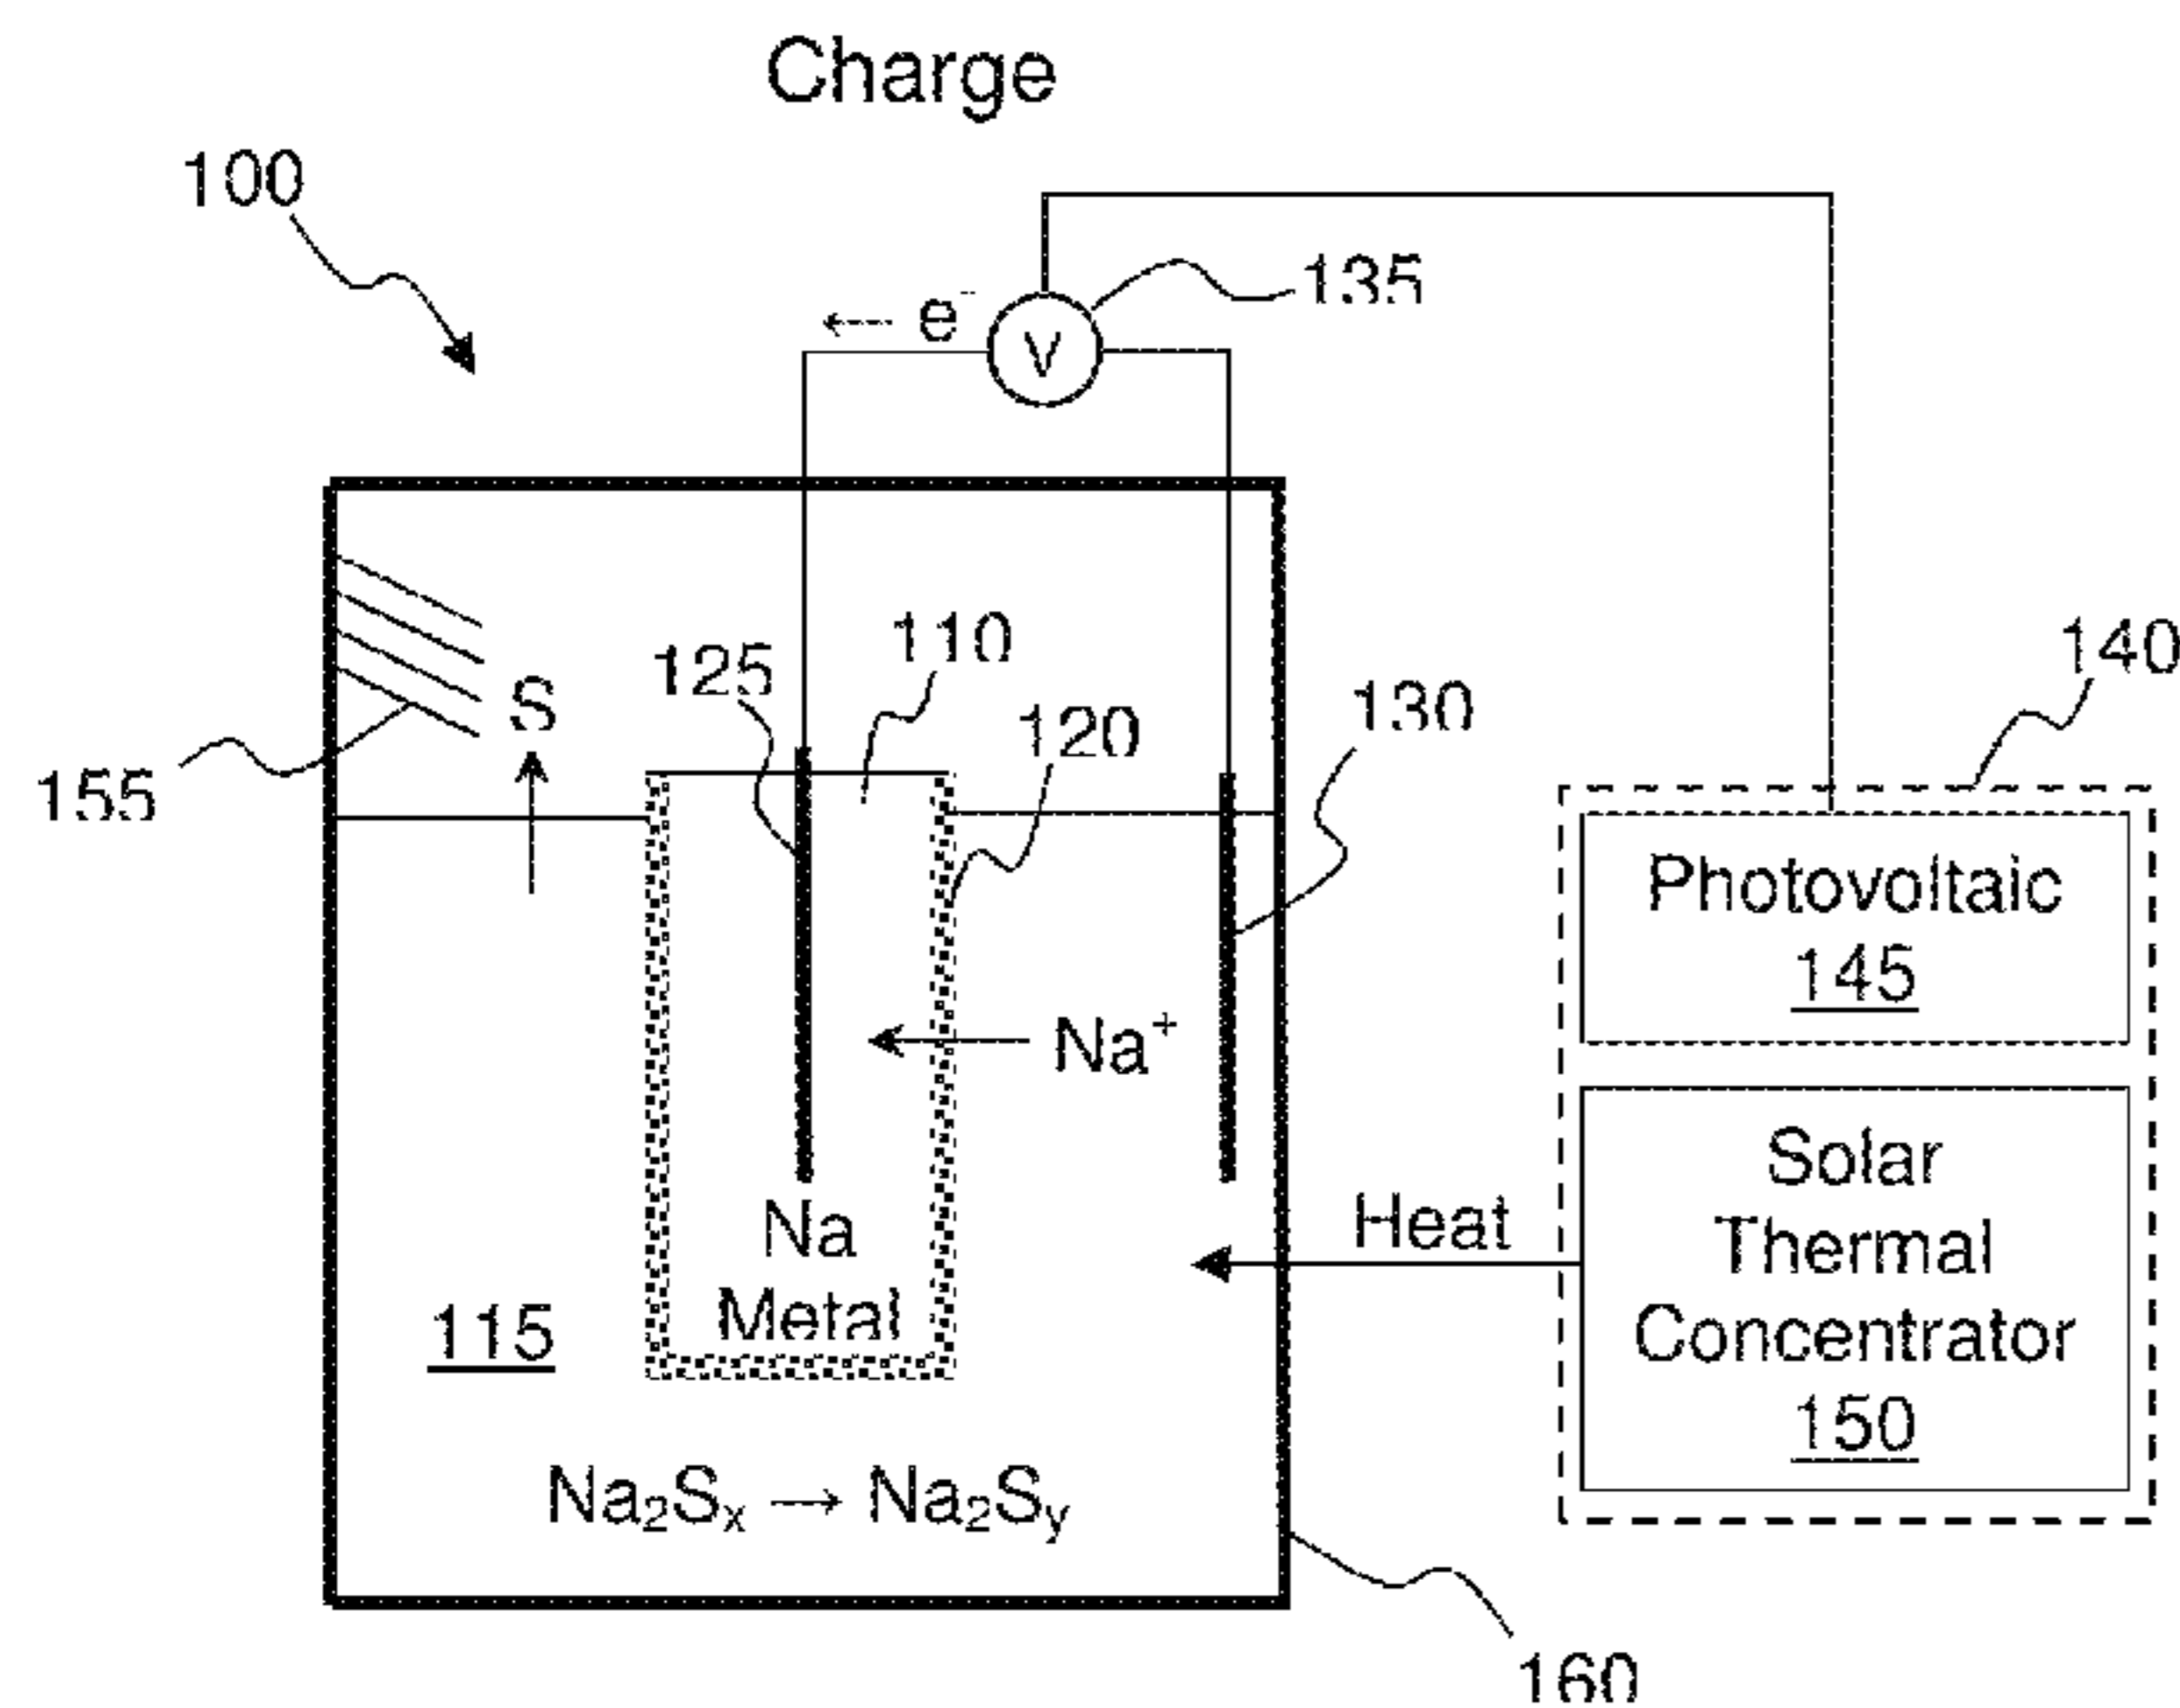 Charge
100
135
e⁻
V
110
125
140
S
120
130
155
Photovoltaic
145
Na⁺
Solar
Thermal
Concentrator
150
Heat
Na
Metal
115
Na₂Sₓ → Na₂Sy
160